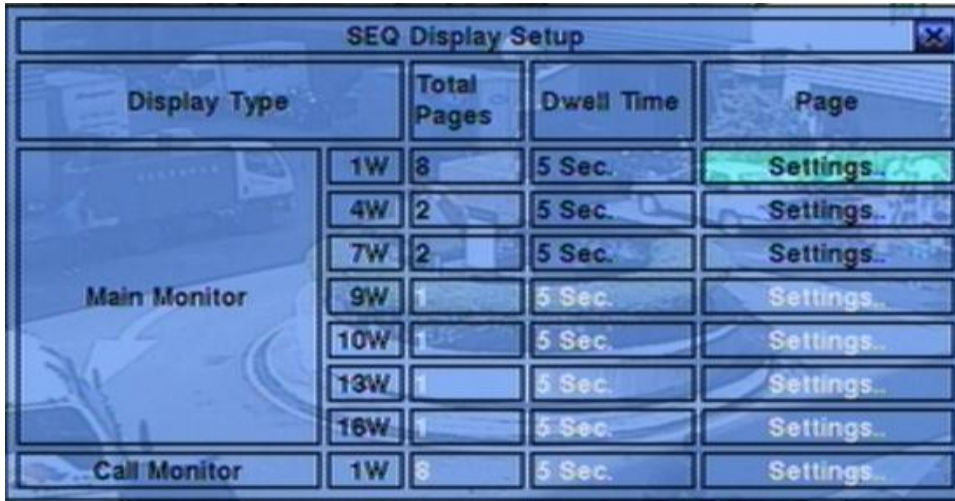 SEQ Display Setup
Display Type Total Pages Dwell Time Page
Main Monitor
1W 8 5 Sec. Settings..
4W 2 5 Sec. Settings..
7W 2 5 Sec. Settings..
9W 1 5 Sec. Settings..
10W 1 5 Sec. Settings..
13W 1 5 Sec. Settings..
16W 1 5 Sec. Settings..
Call Monitor 1W 8 5 Sec. Settings..